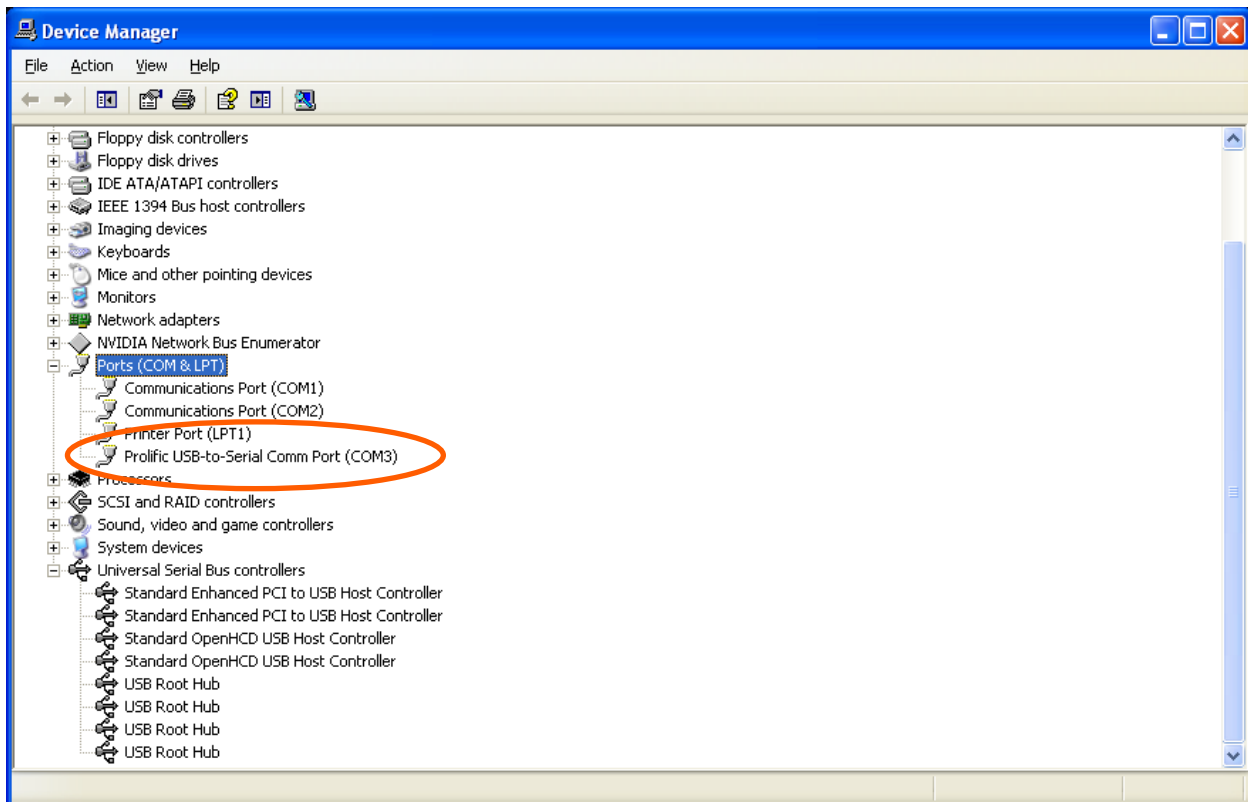 Device Manager
File Action View Help
Floppy disk controllers
Floppy disk drives
IDE ATA/ATAPI controllers
IEEE 1394 Bus host controllers
Imaging devices
Keyboards
Mice and other pointing devices
Monitors
Network adapters
NVIDIA Network Bus Enumerator
Ports (COM & LPT)
Communications Port (COM1)
Communications Port (COM2)
Printer Port (LPT1)
Prolific USB-to-Serial Comm Port (COM3)
Processors
SCSI and RAID controllers
Sound, video and game controllers
System devices
Universal Serial Bus controllers
Standard Enhanced PCI to USB Host Controller
Standard Enhanced PCI to USB Host Controller
Standard OpenHCD USB Host Controller
Standard OpenHCD USB Host Controller
USB Root Hub
USB Root Hub
USB Root Hub
USB Root Hub